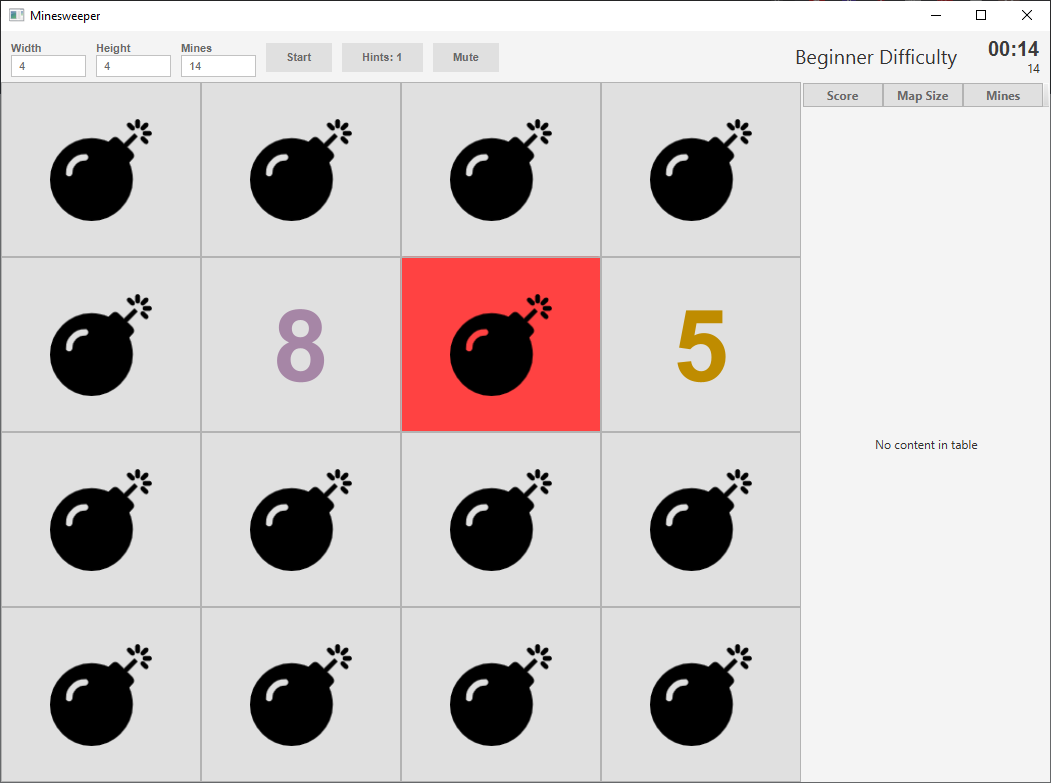 Minesweeper
Width Height Mines
4 4 14 Start Hints: 1 Mute Beginner Difficulty 00:14
14
Score Map Size Mines
8 5
No content in table